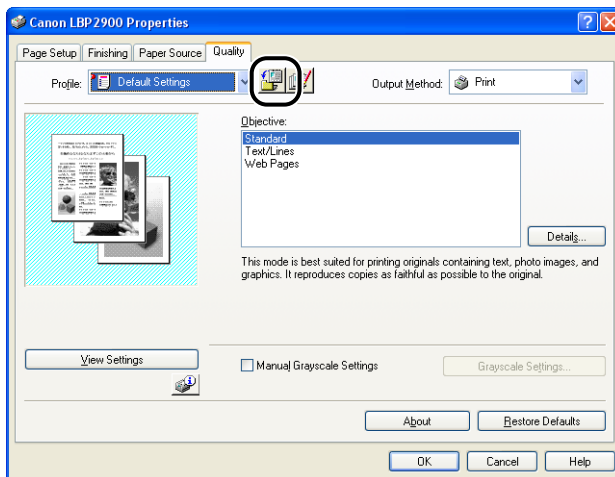 Canon LBP2900 Properties
Page Setup Finishing Paper Source Quality
Profile: Default Settings Output Method: Print
Objective:
Standard
Text/Lines
Web Pages
Details...
This mode is best suited for printing originals containing text, photo images, and
graphics. It reproduces copies as faithful as possible to the original.
View Settings
Manual Grayscale Settings Grayscale Settings...
About Restore Defaults
OK Cancel Help